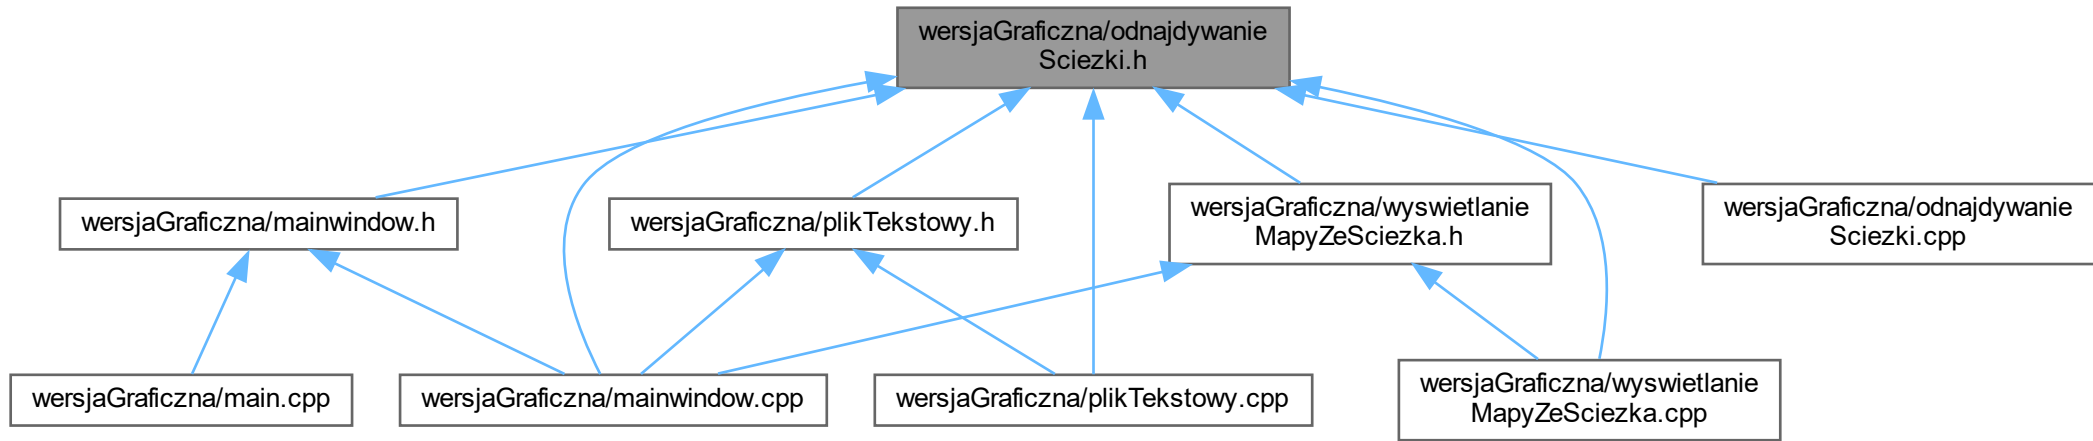 wersjaGraficzna/odnajdywanie
Sciezki.h
wersjaGraficzna/mainwindow.h
wersjaGraficzna/plikTekstowy.h
wersjaGraficzna/wyswietlanie
MapyZeSciezka.h
wersjaGraficzna/odnajdywanie
Sciezki.cpp
wersjaGraficzna/main.cpp
wersjaGraficzna/mainwindow.cpp
wersjaGraficzna/plikTekstowy.cpp
wersjaGraficzna/wyswietlanie
MapyZeSciezka.cpp